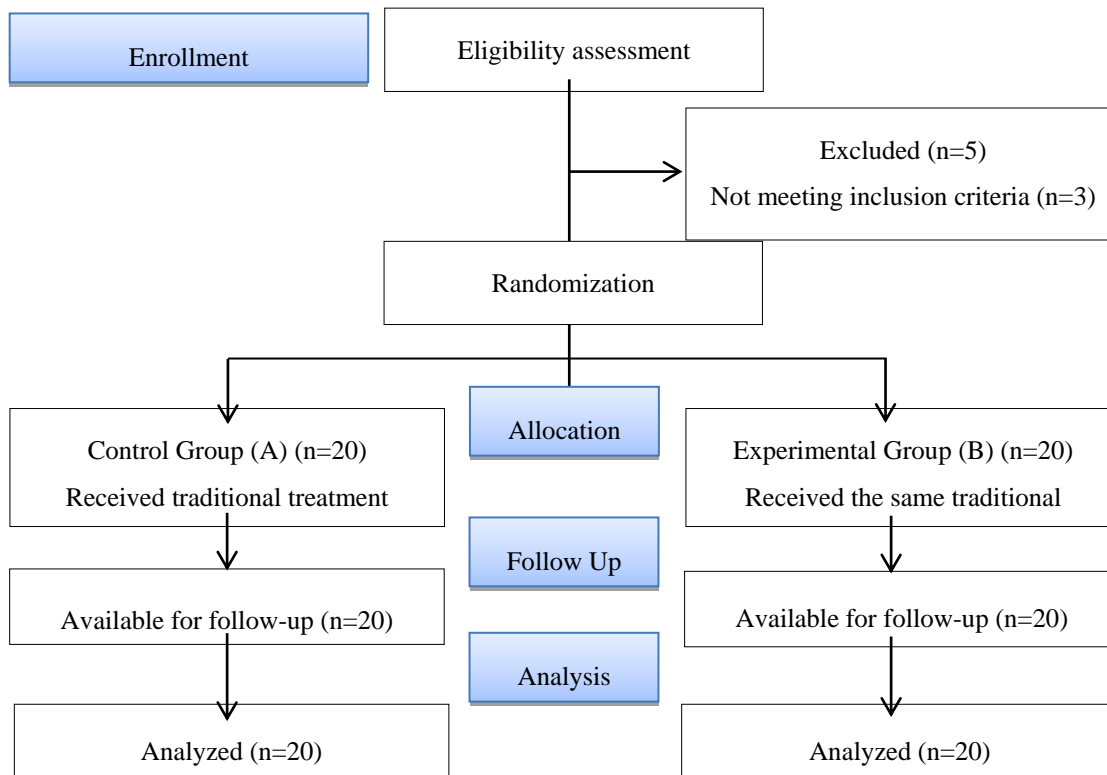 Enrollment
Eligibility assessment
Excluded (n=5)
Not meeting inclusion criteria (n=3)
Randomization
Control Group (A) (n=20)
Received traditional treatment
Allocation
Experimental Group (B) (n=20)
Received the same traditional
Follow Up
Available for follow-up (n=20)
Available for follow-up (n=20)
Analysis
Analyzed (n=20)
Analyzed (n=20)